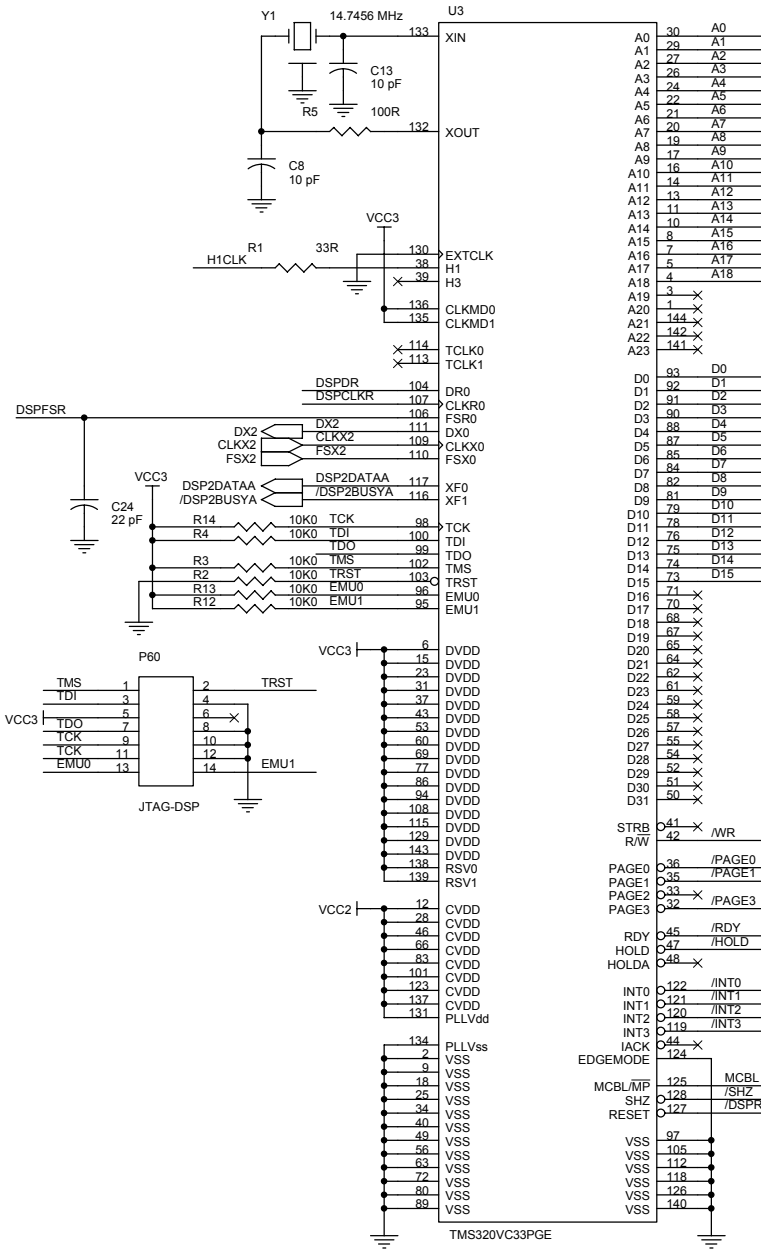 U3
Y1 14.7456 MHz
133 XIN
C13
10 pF
R5 100R
132 XOUT
C8
10 pF
VCC3
R1 33R
130 EXTCLK
H1CLK 38 H1
39 H3
136 CLKMD0
135 CLKMD1
114 TCLK0
113 TCLK1
DSPDR 104 DR0
DSPCLKR 107 CLKR0
DSPFSR 106 FSR0
DX2 DX2 111 DX0
CLKX2 CLKX2 109 CLKX0
FSX2 FSX2 110 FSX0
VCC3
DSP2DATAA DSP2DATAA 117 XF0
/DSP2BUSYA /DSP2BUSYA 116 XF1
C24
22 pF
R14 10K0 TCK 98 TCK
R4 10K0 TDI 100 TDI
TDO 99 TDO
R3 10K0 TMS 102 TMS
R2 10K0 TRST 103 TRST
R13 10K0 EMU0 96 EMU0
R12 10K0 EMU1 95 EMU1
VCC3 6 DVDD
15 DVDD
23 DVDD
31 DVDD
37 DVDD
43 DVDD
53 DVDD
60 DVDD
69 DVDD
77 DVDD
86 DVDD
94 DVDD
108 DVDD
115 DVDD
129 DVDD
143 DVDD
138 RSV0
139 RSV1
P60
TMS 1 2 TRST
TDI 3 4
VCC3 5 6
TDO 7 8
TCK 9 10
TCK 11 12
EMU0 13 14 EMU1
JTAG-DSP
VCC2 12 CVDD
28 CVDD
46 CVDD
66 CVDD
83 CVDD
101 CVDD
123 CVDD
137 CVDD
131 PLLVdd
134 PLLVss
2 VSS
9 VSS
18 VSS
25 VSS
34 VSS
40 VSS
49 VSS
56 VSS
63 VSS
72 VSS
80 VSS
89 VSS
A0 30 A0
A1 29 A1
A2 27 A2
A3 26 A3
A4 24 A4
A5 22 A5
A6 21 A6
A7 20 A7
A8 19 A8
A9 17 A9
A10 16 A10
A11 14 A11
A12 13 A12
A13 11 A13
A14 10 A14
A15 8 A15
A16 7 A16
A17 5 A17
A18 4 A18
A19 3
A20 1
A21 144
A22 142
A23 141
D0 93 D0
D1 92 D1
D2 91 D2
D3 90 D3
D4 88 D4
D5 87 D5
D6 85 D6
D7 84 D7
D8 82 D8
D9 81 D9
D10 79 D10
D11 78 D11
D12 76 D12
D13 75 D13
D14 74 D14
D15 73 D15
D16 71
D17 70
D18 68
D19 67
D20 65
D21 64
D22 62
D23 61
D24 59
D25 58
D26 57
D27 55
D28 54
D29 52
D30 51
D31 50
STRB 41
R/W 42 /WR
PAGE0 36 /PAGE0
PAGE1 35 /PAGE1
PAGE2 33
PAGE3 32 /PAGE3
RDY 45 /RDY
HOLD 47 /HOLD
HOLDA 48
INT0 122 /INT0
INT1 121 /INT1
INT2 120 /INT2
INT3 119 /INT3
IACK 44
EDGEMODE 124
MCBL/MP 125 MCBL
SHZ 128 /SHZ
RESET 127 /DSPR
VSS 97
VSS 105
VSS 112
VSS 118
VSS 126
VSS 140
TMS320VC33PGE